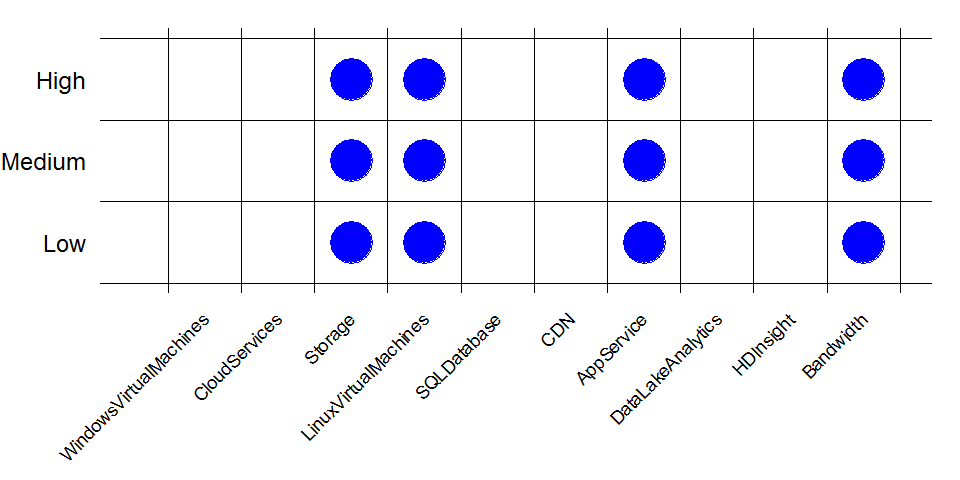 High
Medium
Low
WindowsVirtualMachines
CloudServices
Storage
LinuxVirtualMachines
SQLDatabase
CDN
AppService
DataLakeAnalytics
HDInsight
Bandwidth